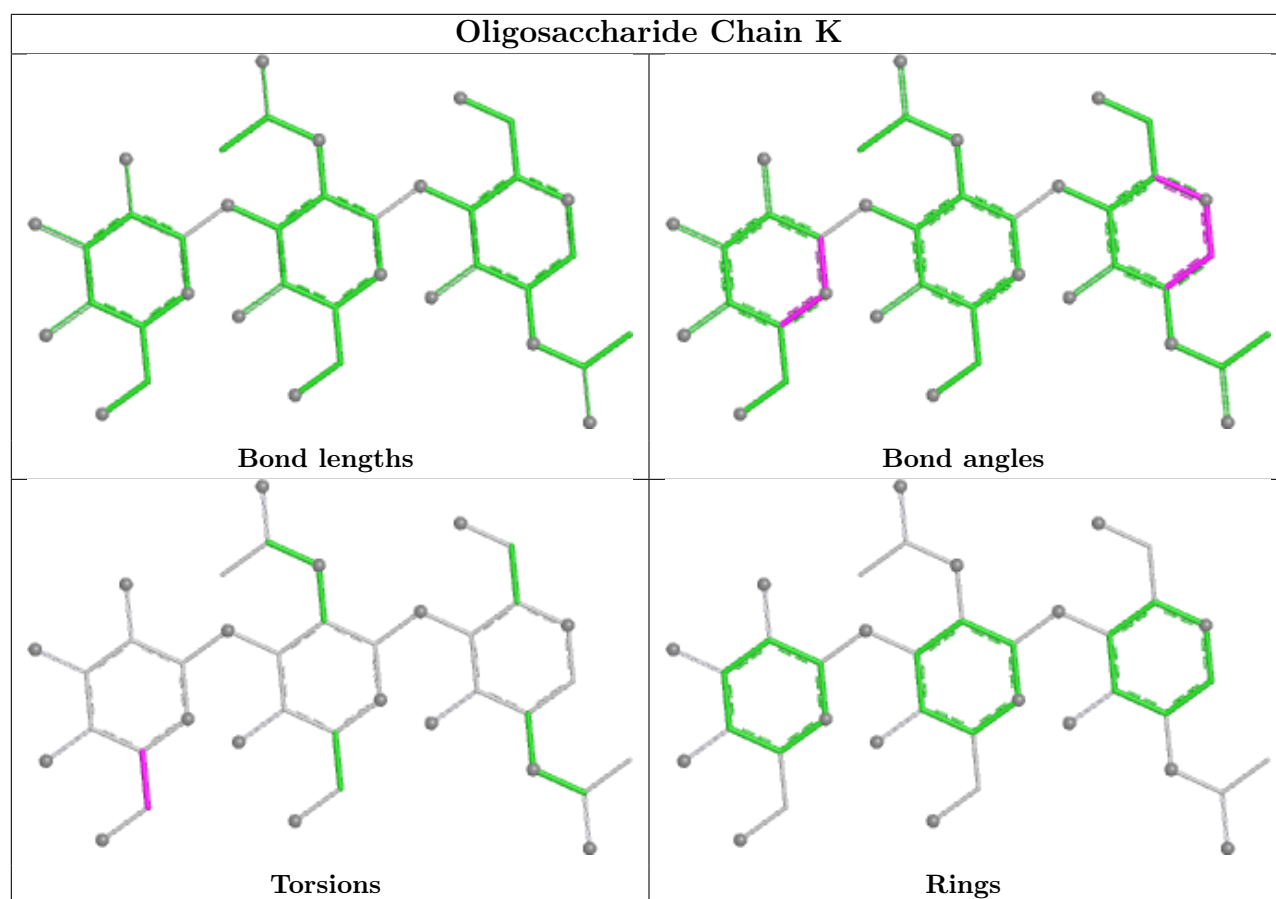 Oligosaccharide Chain K
Bond lengths
Bond angles
Torsions
Rings